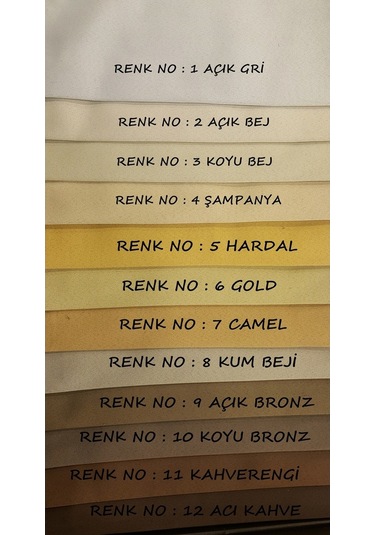 RENK NO : 1 AÇIK GRİ
RENK NO : 2 AÇIK BEJ
RENK NO : 3 KOYU BEJ
RENK NO : 4 ŞAMPANYA
RENK NO : 5 HARDAL
RENK NO : 6 GOLD
RENK NO : 7 CAMEL
RENK NO : 8 KUM BEJİ
RENK NO : 9 AÇIK BRONZ
RENK NO : 10 KOYU BRONZ
RENK NO : 11 KAHVERENGİ
RENK NO : 12 ACI KAHVE